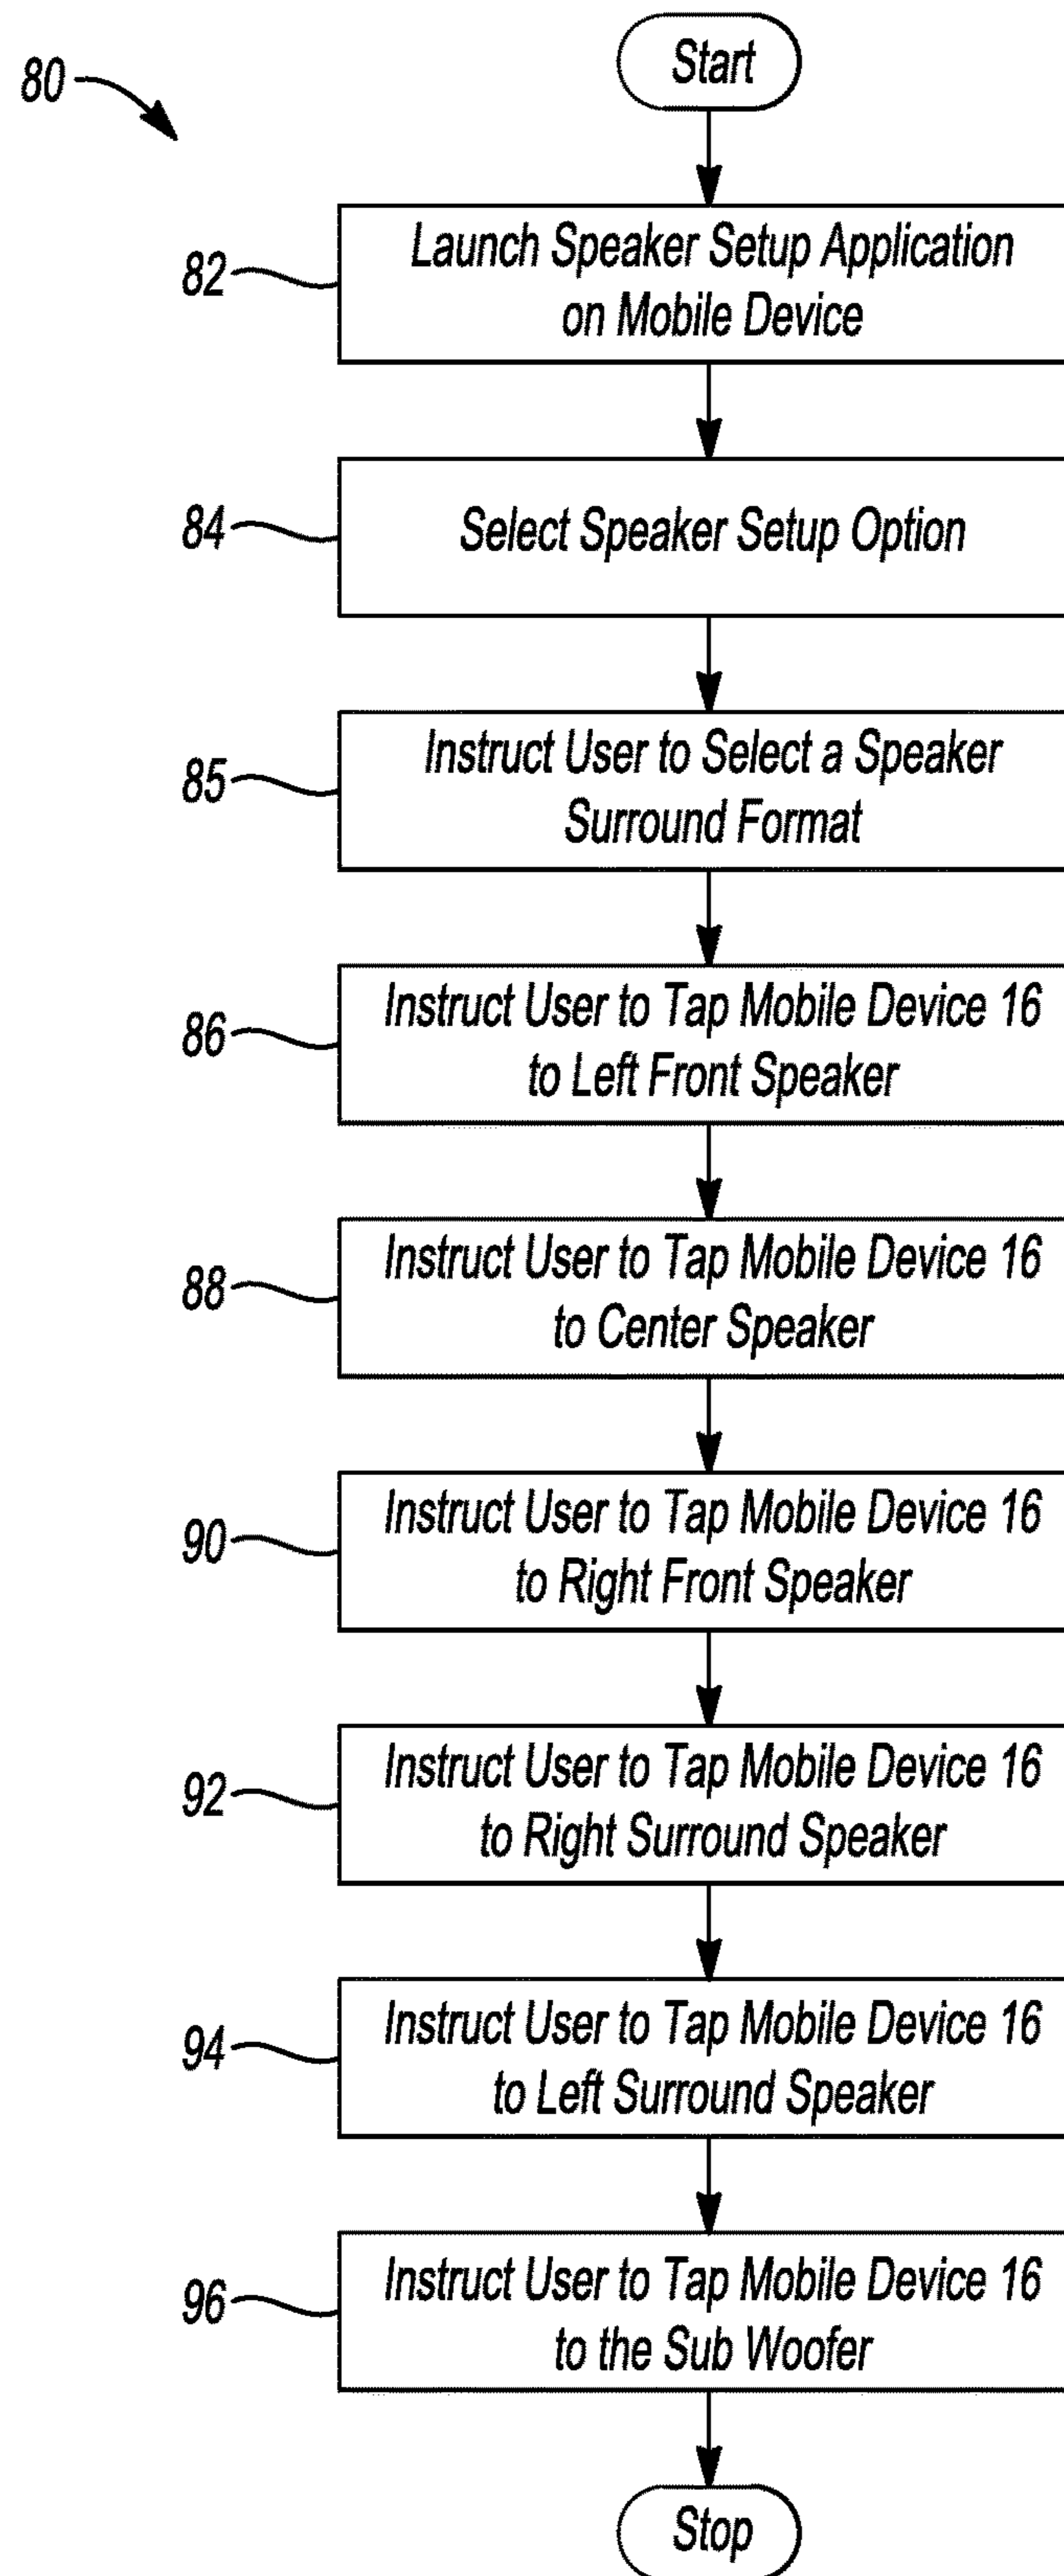 80
Start
82
Launch Speaker Setup Application
on Mobile Device
84
Select Speaker Setup Option
85
Instruct User to Select a Speaker
Surround Format
86
Instruct User to Tap Mobile Device 16
to Left Front Speaker
88
Instruct User to Tap Mobile Device 16
to Center Speaker
90
Instruct User to Tap Mobile Device 16
to Right Front Speaker
92
Instruct User to Tap Mobile Device 16
to Right Surround Speaker
94
Instruct User to Tap Mobile Device 16
to Left Surround Speaker
96
Instruct User to Tap Mobile Device 16
to the Sub Woofer
Stop